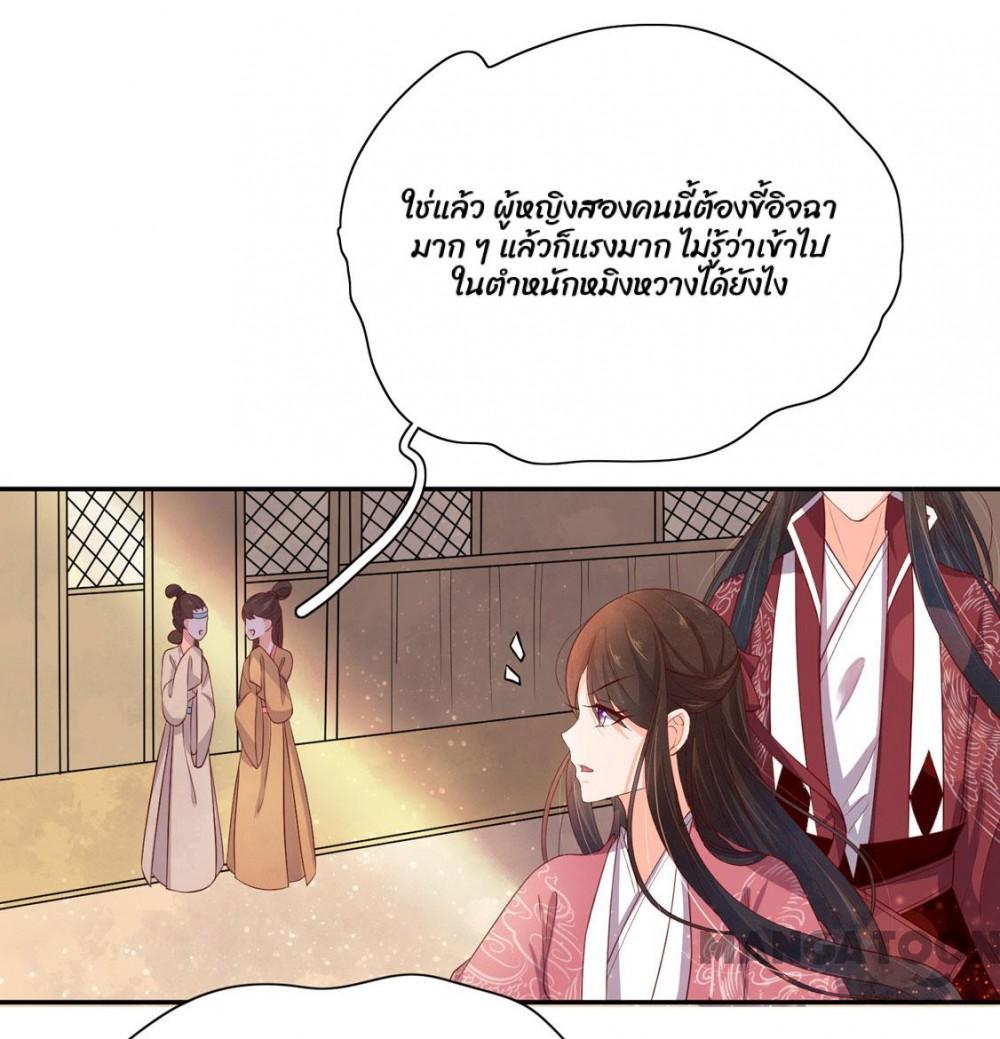 ใช่แล้ว ผู้หญิงสองคนนี้ต้องขี้อิจฉา
มาก ๆ แล้วก็แรงมาก ไม่รู้ว่าเข้าไป
ในตำหนักหมิงหวางได้ยังไง
MANGATOON